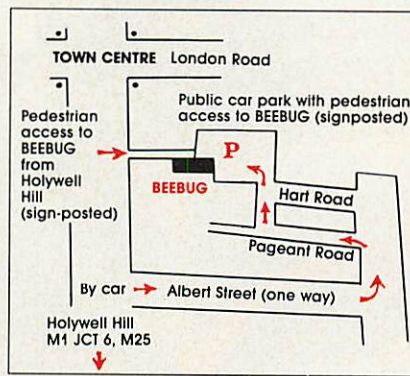 TOWN CENTRE London Road
Public car park with pedestrian
access to BEEBUG (signposted)
Pedestrian
access to
BEEBUG
from
Holywell
Hill
(sign-posted)
P
BEEBUG
Hart Road
Pageant Road
By car
Albert Street (one way)
Holywell Hill
M1 JCT 6, M25